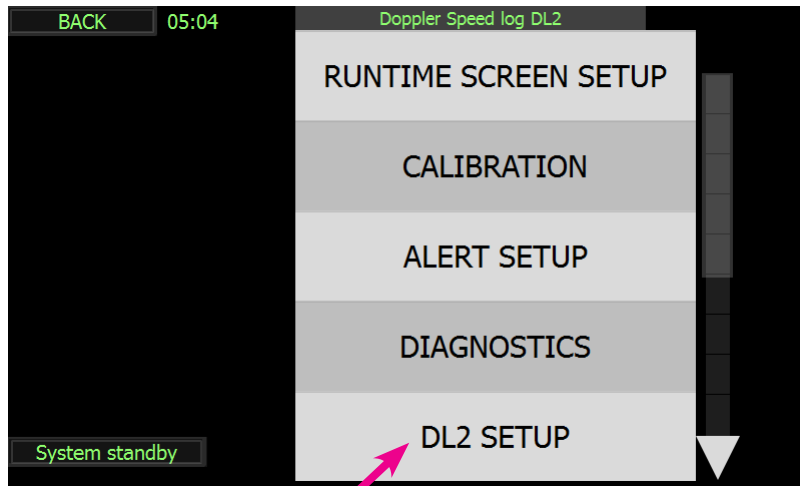 BACK 05:04 Doppler Speed log DL2
RUNTIME SCREEN SETUP
CALIBRATION
ALERT SETUP
DIAGNOSTICS
DL2 SETUP
System standby